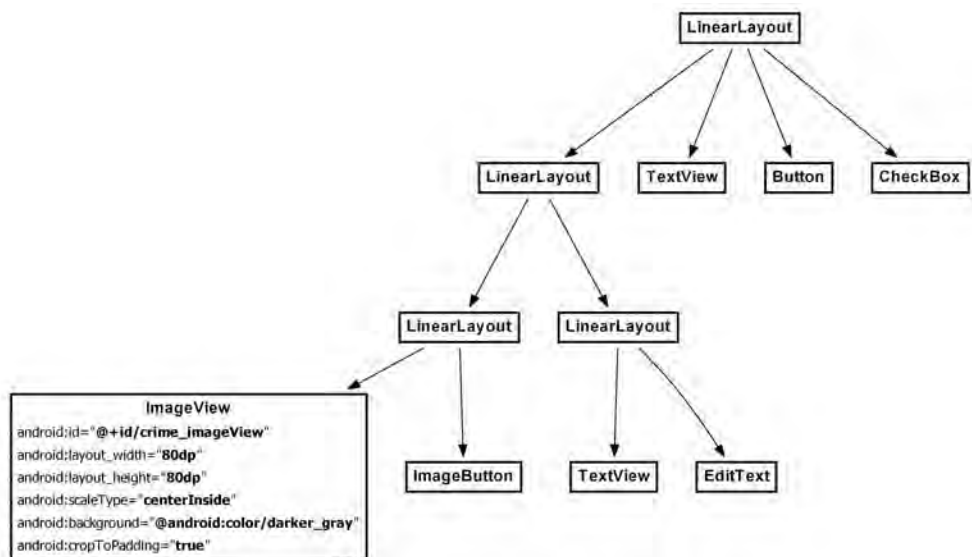 LinearLayout
LinearLayout
TextView
Button
CheckBox
LinearLayout
LinearLayout
ImageView
android:id="@+id/crime_imageView"
android:layout_width="80dp"
android:layout_height="80dp"
android:scaleType="centerInside"
android:background="@android:color/darker_gray"
android:cropToPadding="true"
ImageButton
TextView
EditText